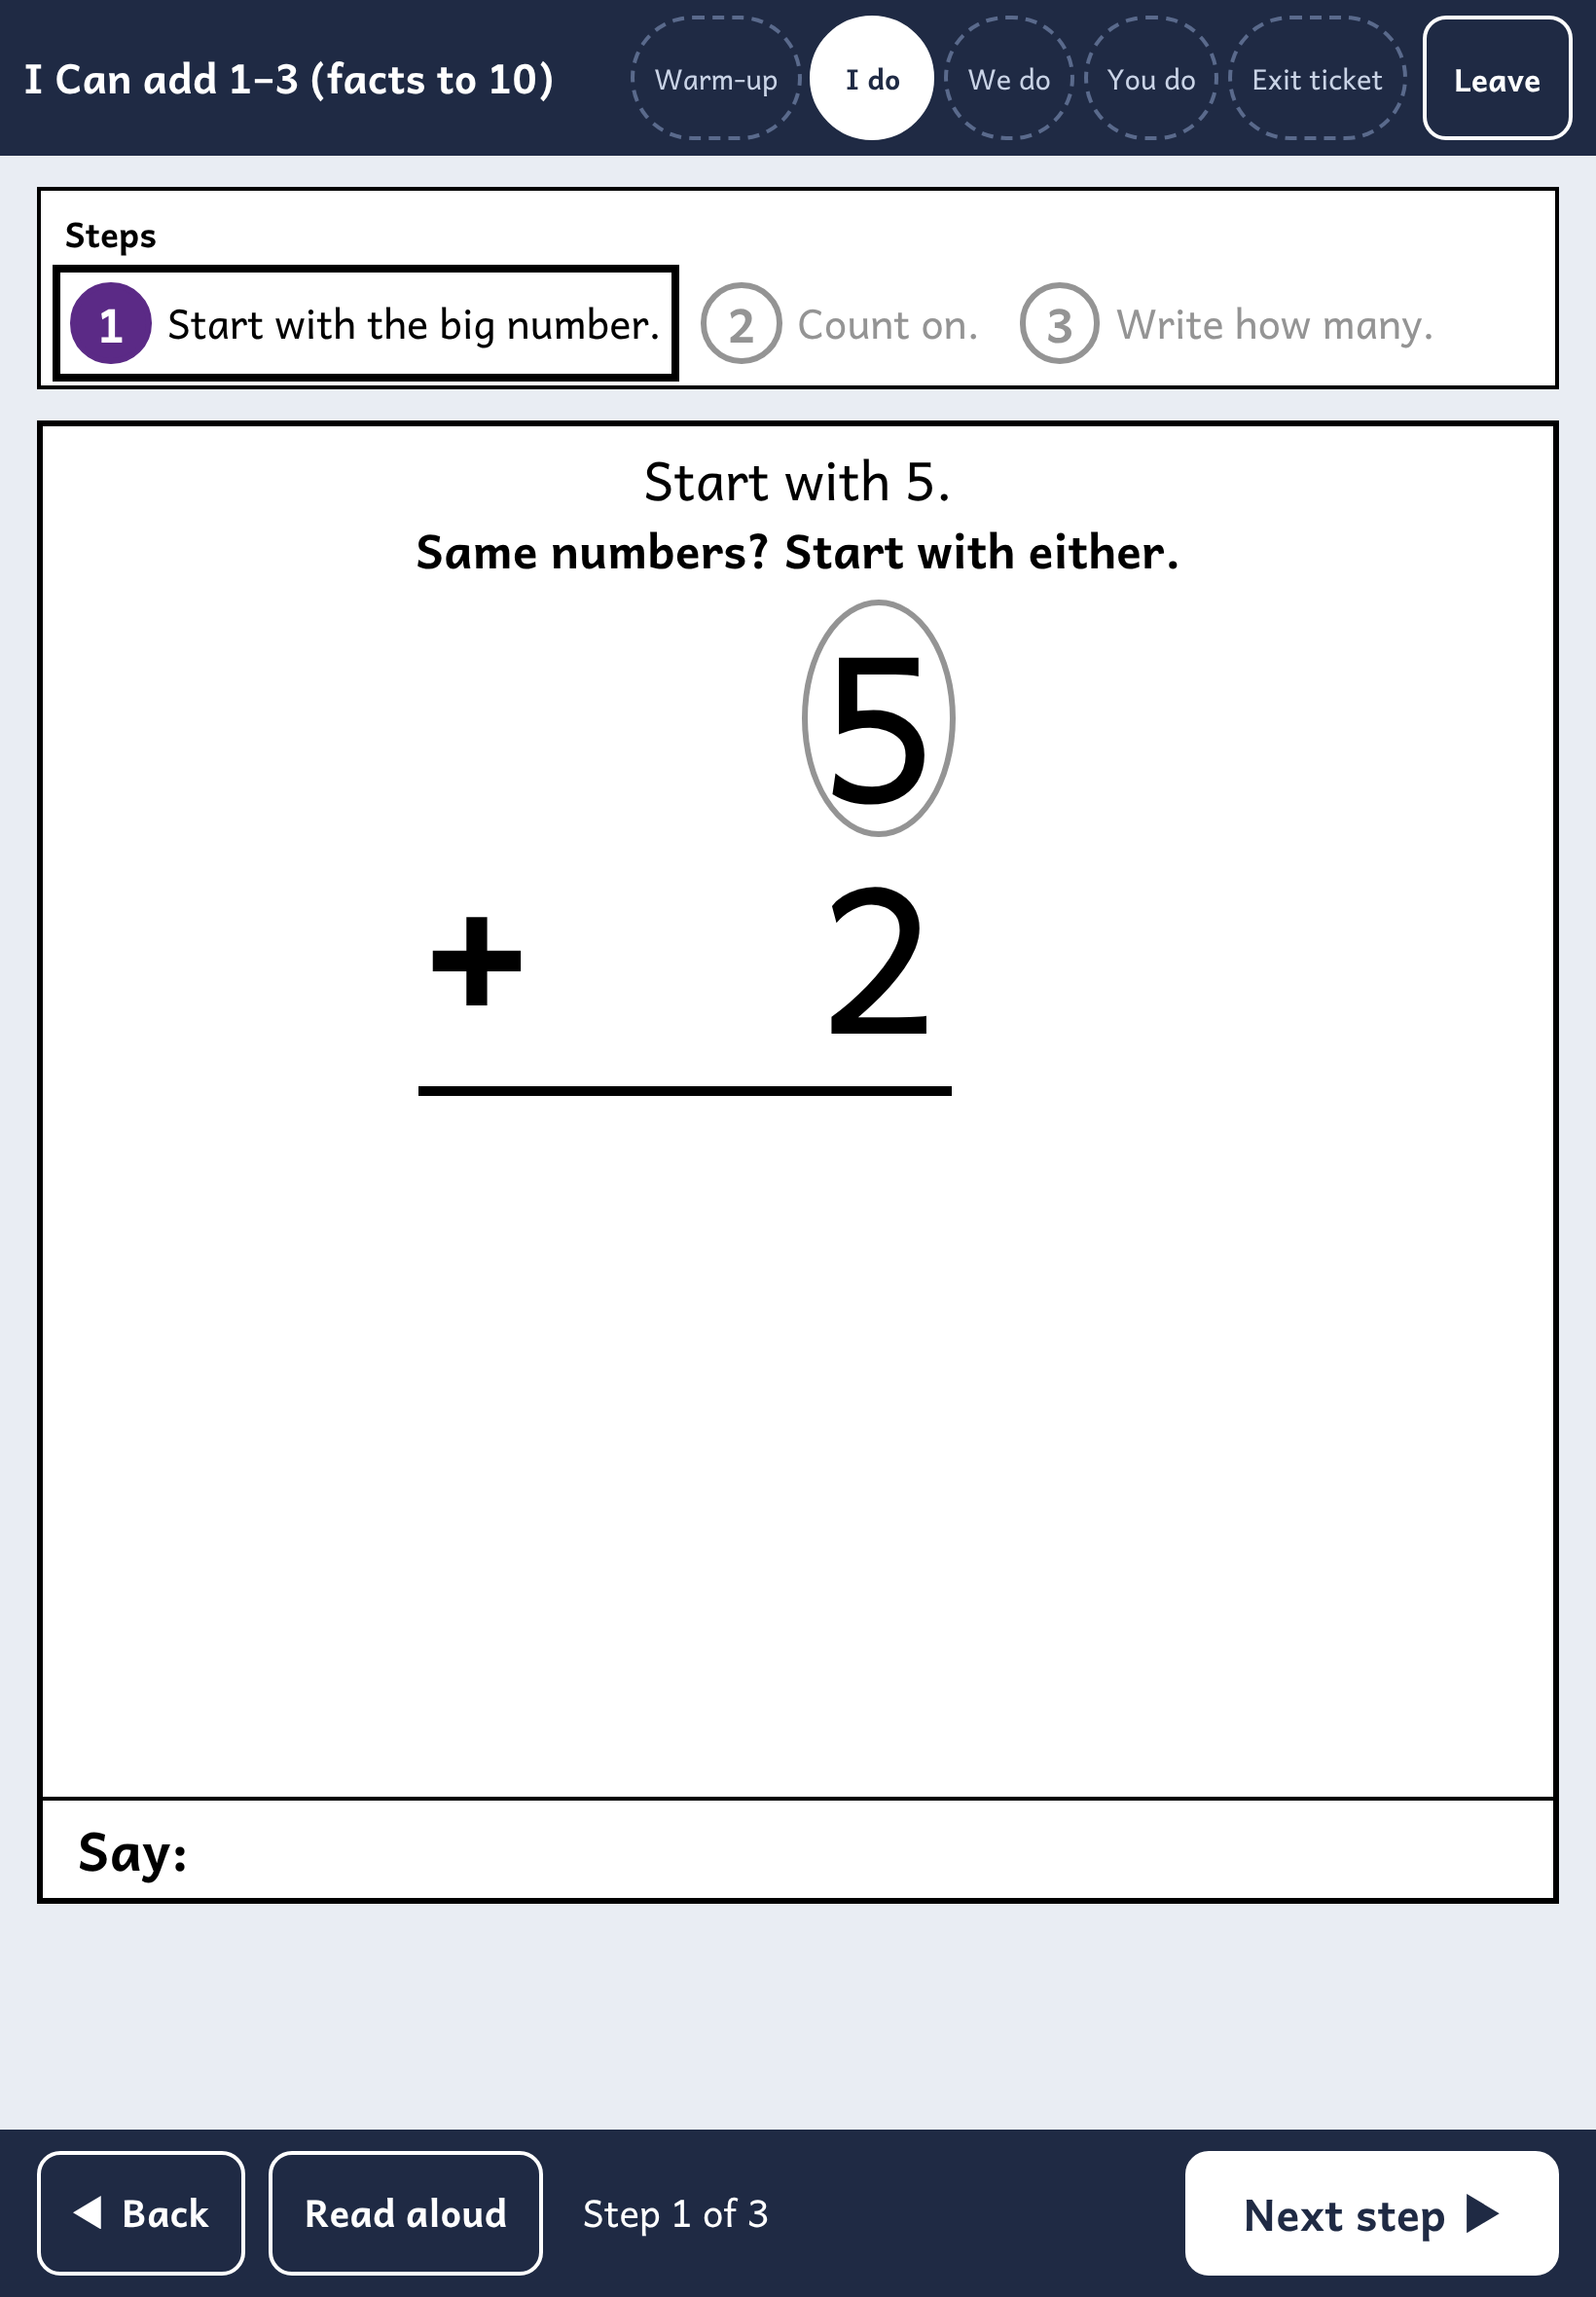 I Can add 1–3 (facts to 10)
Warm-up
I do
We do
You do
Exit ticket
Leave
Steps
1 Start with the big number.
2 Count on.
3 Write how many.
Start with 5.
Same numbers? Start with either.
5
+ 2
Say:
Back
Read aloud
Step 1 of 3
Next step